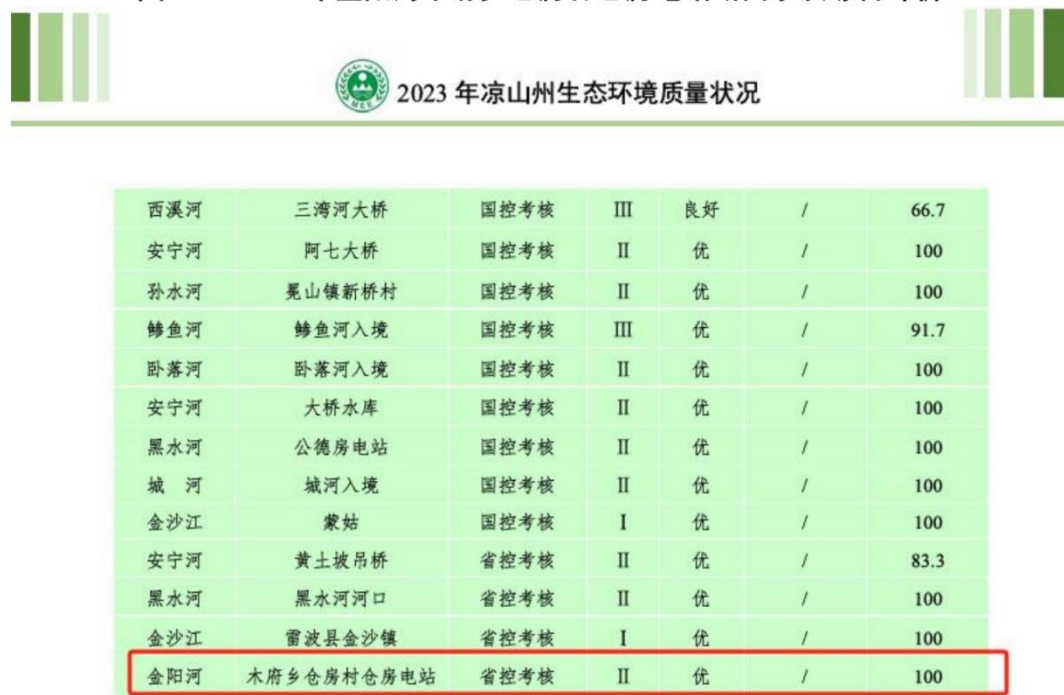 2023 年凉山州生态环境质量状况
西溪河 三湾河大桥 国控考核 III 良好 / 66.7
安宁河 阿七大桥 国控考核 II 优 / 100
孙水河 冕山镇新桥村 国控考核 II 优 / 100
鲹鱼河 鲹鱼河入境 国控考核 III 优 / 91.7
卧落河 卧落河入境 国控考核 II 优 / 100
安宁河 大桥水库 国控考核 II 优 / 100
黑水河 公德房电站 国控考核 II 优 / 100
城 河 城河入境 国控考核 II 优 / 100
金沙江 蒙姑 国控考核 I 优 / 100
安宁河 黄土坡吊桥 省控考核 II 优 / 83.3
黑水河 黑水河河口 省控考核 II 优 / 100
金沙江 雷波县金沙镇 省控考核 I 优 / 100
金阳河 木府乡仓房村仓房电站 省控考核 II 优 / 100